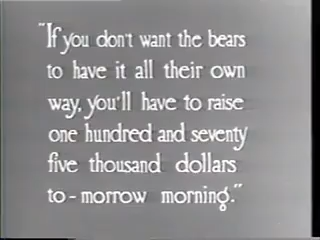 "If you don't want the bears
to have it all their own
way, you'll have to raise
one hundred and seventy
five thousand dollars
to-morrow morning."